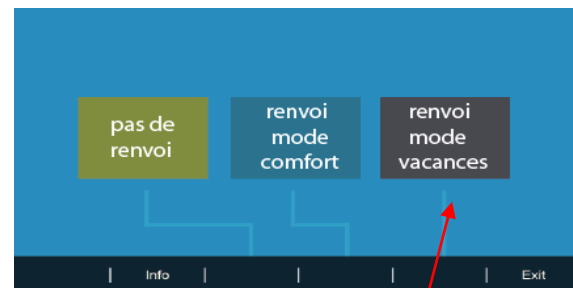 pas de
renvoi
renvoi
mode
comfort
renvoi
mode
vacances
Info
Exit